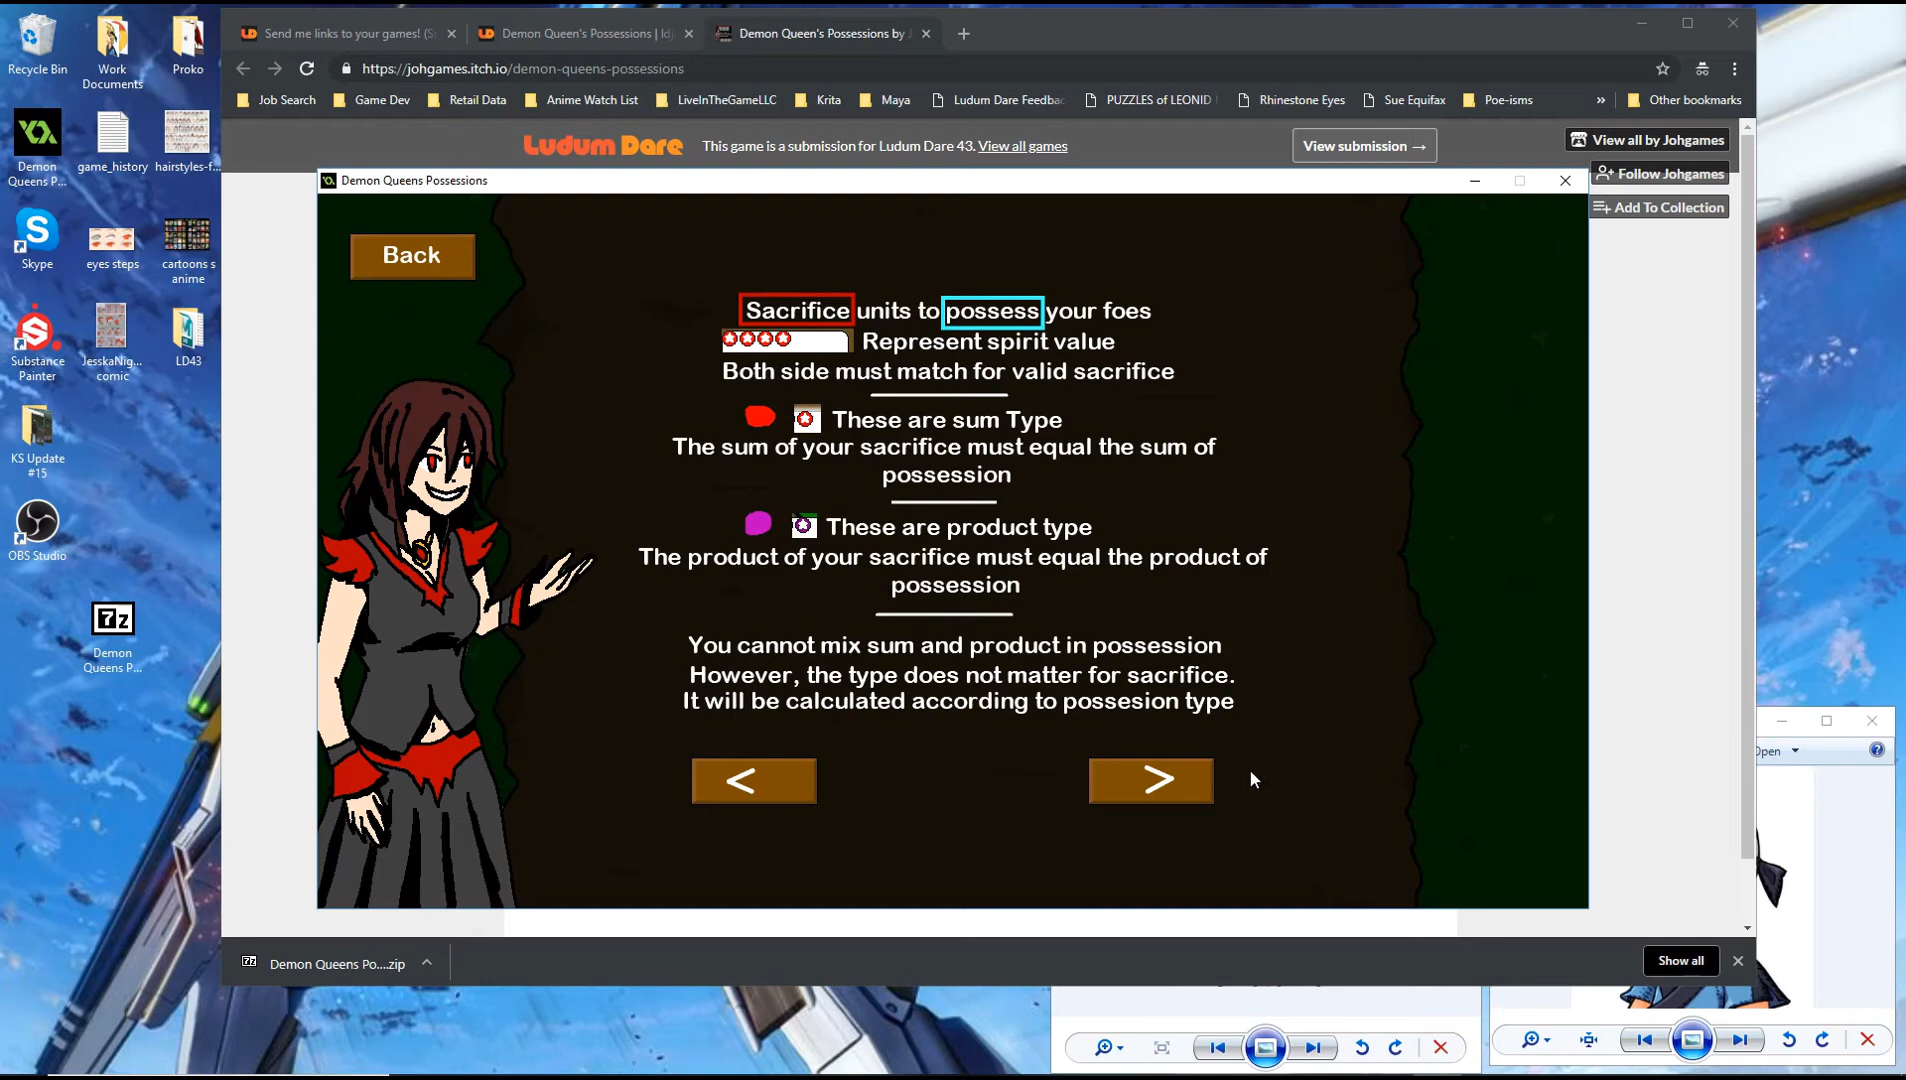 Recycle Bin
Work
Documents
Proko
Demon
Queens P...
game_history
hairstyles-f...
Skype
eyes steps
cartoons s
anime
Substance
Painter
JesskaNig...
comic
LD43
KS Update
#15
OBS Studio
Demon
Queens P...
Send me links to your games! (S
Demon Queen's Possessions | ldj
Demon Queen's Possessions by J
https://johgames.itch.io/demon-queens-possessions
Job Search
Game Dev
Retail Data
Anime Watch List
LiveInTheGameLLC
Krita
Maya
Ludum Dare Feedbac
PUZZLES of LEONID
Rhinestone Eyes
Sue Equifax
Poe-isms
»
Other bookmarks
Ludum Dare
This game is a submission for Ludum Dare 43. View all games
View submission →
View all by Johgames
Follow Johgames
Add To Collection
Demon Queens Possessions
Back
Sacrifice units to possess your foes
Represent spirit value
Both side must match for valid sacrifice
These are sum Type
The sum of your sacrifice must equal the sum of
possession
These are product type
The product of your sacrifice must equal the product of
possession
You cannot mix sum and product in possession
However, the type does not matter for sacrifice.
It will be calculated according to possesion type
<
>
Open
7z
Demon Queens Po....zip
Show all